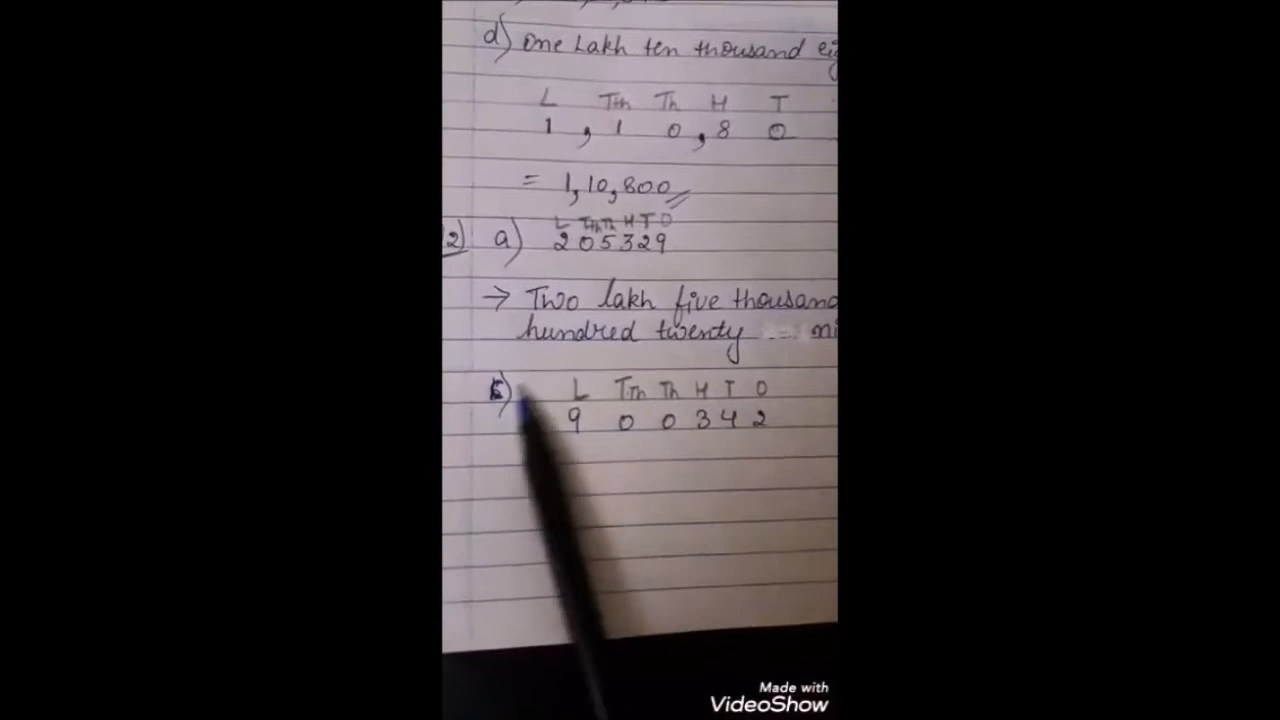 d) One Lakh ten thousand
L Tth Th H T
1 , 1 0 , 8 0
= 1,10,800
L Tth Th H T O
2) a) 205329
→ Two lakh five thousand
hundred twenty
L Tth Th H T O
9 0 0 3 4 2
Made with
VideoShow